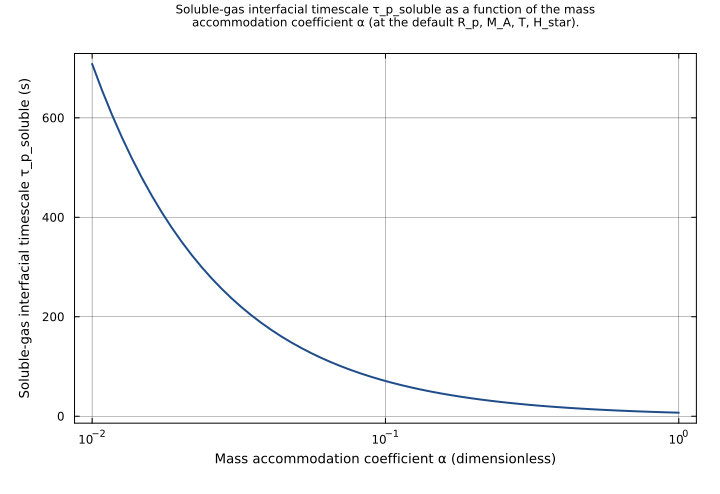 Soluble-gas interfacial timescale τ_p_soluble as a function of the mass
accommodation coefficient α (at the default R_p, M_A, T, H_star).
Soluble-gas interfacial timescale τ_p_soluble (s)
600
400
200
0
10⁻² 10⁻¹ 10⁰
Mass accommodation coefficient α (dimensionless)